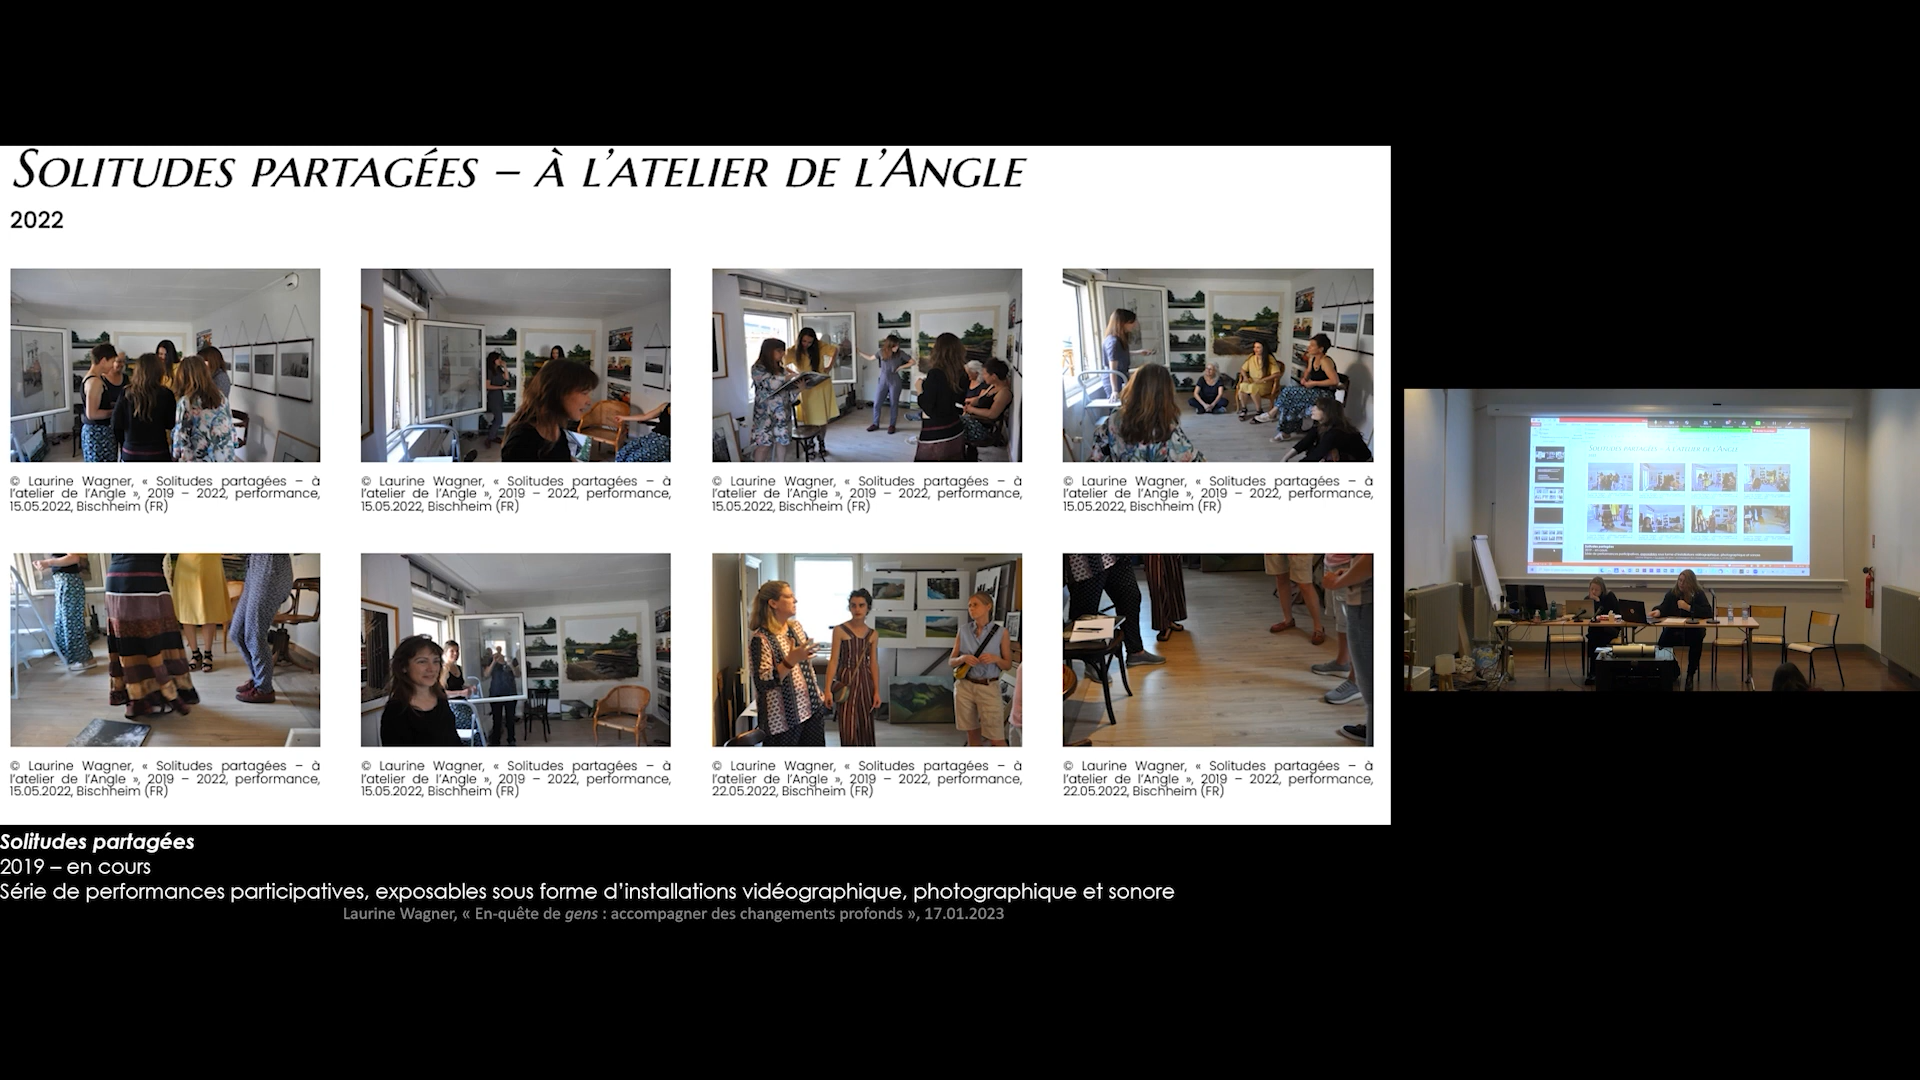 SOLITUDES PARTAGÉES – À L’ATELIER DE L’ANGLE
2022
© Laurine Wagner, « Solitudes partagées – à
l’atelier de l’Angle », 2019 – 2022, performance,
15.05.2022, Bischheim (FR)
© Laurine Wagner, « Solitudes partagées – à
l’atelier de l’Angle », 2019 – 2022, performance,
15.05.2022, Bischheim (FR)
© Laurine Wagner, « Solitudes partagées – à
l’atelier de l’Angle », 2019 – 2022, performance,
15.05.2022, Bischheim (FR)
© Laurine Wagner, « Solitudes partagées – à
l’atelier de l’Angle », 2019 – 2022, performance,
15.05.2022, Bischheim (FR)
© Laurine Wagner, « Solitudes partagées – à
l’atelier de l’Angle », 2019 – 2022, performance,
15.05.2022, Bischheim (FR)
© Laurine Wagner, « Solitudes partagées – à
l’atelier de l’Angle », 2019 – 2022, performance,
15.05.2022, Bischheim (FR)
© Laurine Wagner, « Solitudes partagées – à
l’atelier de l’Angle », 2019 – 2022, performance,
22.05.2022, Bischheim (FR)
© Laurine Wagner, « Solitudes partagées – à
l’atelier de l’Angle », 2019 – 2022, performance,
22.05.2022, Bischheim (FR)
Solitudes partagées
2019 – en cours
Série de performances participatives, exposables sous forme d’installations vidéographique, photographique et sonore
Laurine Wagner, « En-quête de gens : accompagner des changements profonds », 17.01.2023
SOLITUDES PARTAGÉES – À L’ATELIER DE L’ANGLE